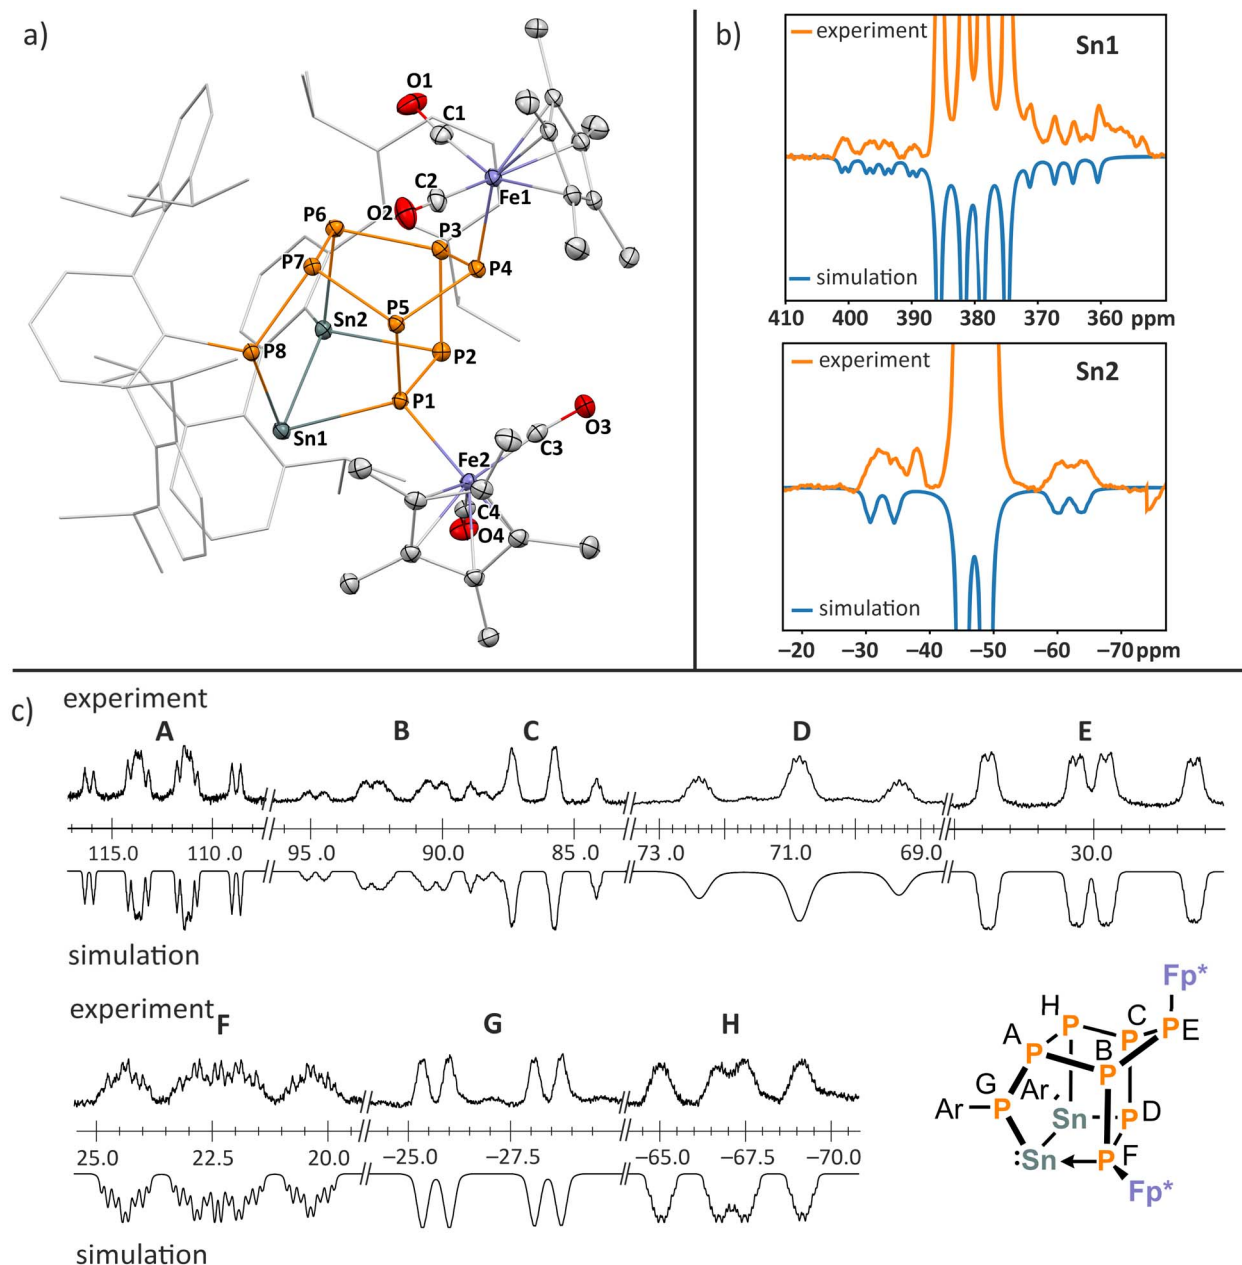 a)
O1
C1
C2
O2
Fe1
P6
P3
P7
P4
P5
Sn2
P8
P2
P1
Sn1
O3
C3
Fe2
C4
O4
b)
experiment
Sn1
simulation
410 400 390 380 370 360 ppm
experiment
Sn2
simulation
−20 −30 −40 −50 −60 −70 ppm
c)
experiment
A B C D E
115.0 110.0 95.0 90.0 85.0 73.0 71.0 69.0 30.0
simulation
experiment
F G H
25.0 22.5 20.0 −25.0 −27.5 −65.0 −67.5 −70.0
simulation
Fp*
H
P
C
P
P
E
A
P
B
P
G
Ar
Ar
P
Sn
P
D
:Sn
P
F
Fp*